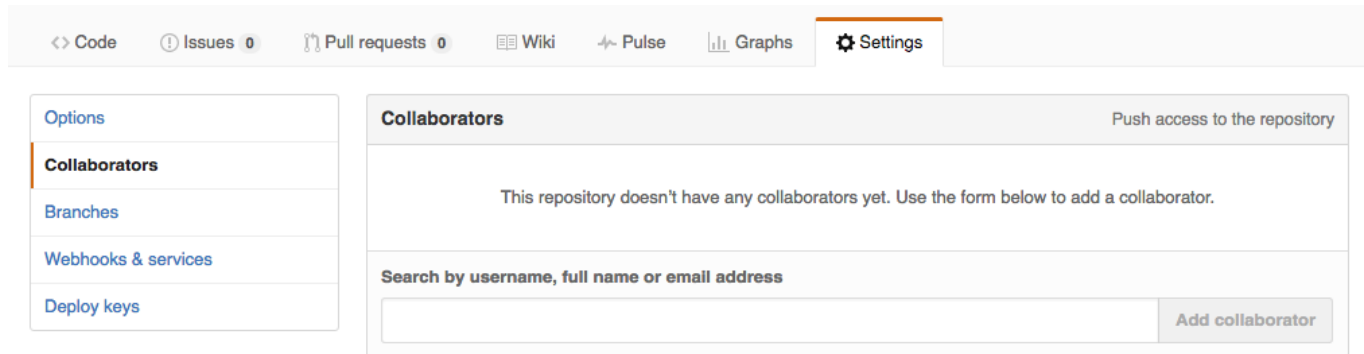 Code Issues 0 Pull requests 0 Wiki Pulse Graphs Settings
Options
Collaborators
Branches
Webhooks & services
Deploy keys
Collaborators Push access to the repository
This repository doesn't have any collaborators yet. Use the form below to add a collaborator.
Search by username, full name or email address
Add collaborator